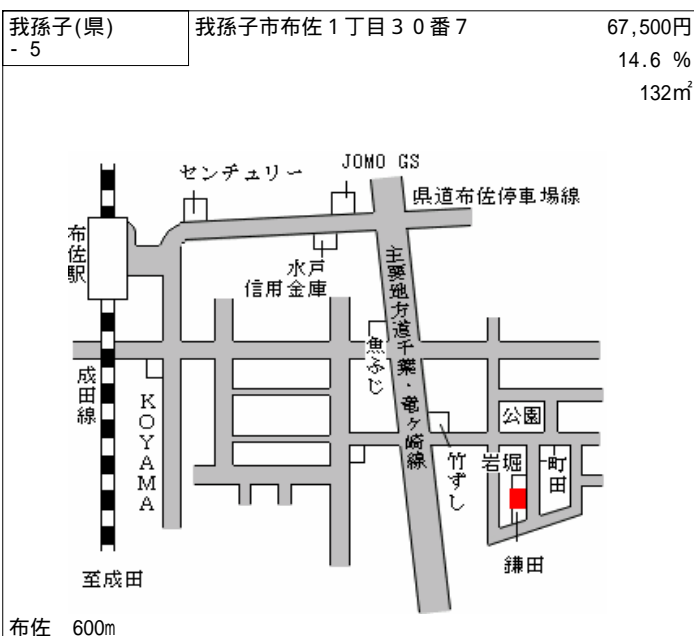 我孫子(県)
- 5
我孫子市布佐1丁目30番7
67,500円
14.6 %
132㎡
センチュリー
JOMO GS
県道布佐停車場線
布佐駅
水戸
信用金庫
主要地方道千葉・竜ヶ崎線
魚ふじ
成田線
KOYAMA
公園
竹ずし
岩堀
町田
鎌田
至成田
布佐 600m